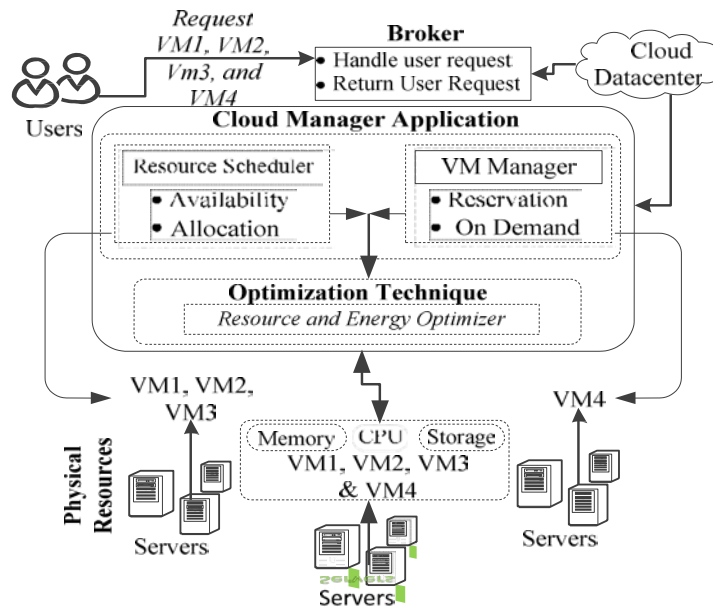 Request
VM1, VM2,
Vm3, and
VM4
Broker
• Handle user request
• Return User Request
Cloud
Datacenter
Users
Cloud Manager Application
Resource Scheduler
• Availability
• Allocation
VM Manager
• Reservation
• On Demand
Optimization Technique
Resource and Energy Optimizer
VM1, VM2,
VM3
VM4
Memory
CPU
Storage
VM1, VM2, VM3
& VM4
Physical
Resources
Servers
Servers
Servers
Servers